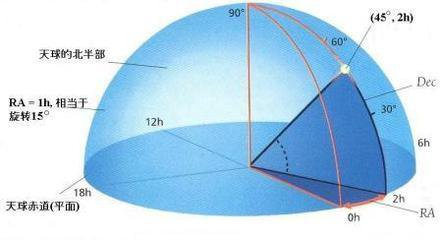 90°
(45°, 2h)
60°
天球的北半部
Dec
RA = 1h, 相当于
旋转15°
30°
12h
6h
18h
2h
天球赤道(平面)
0h
RA